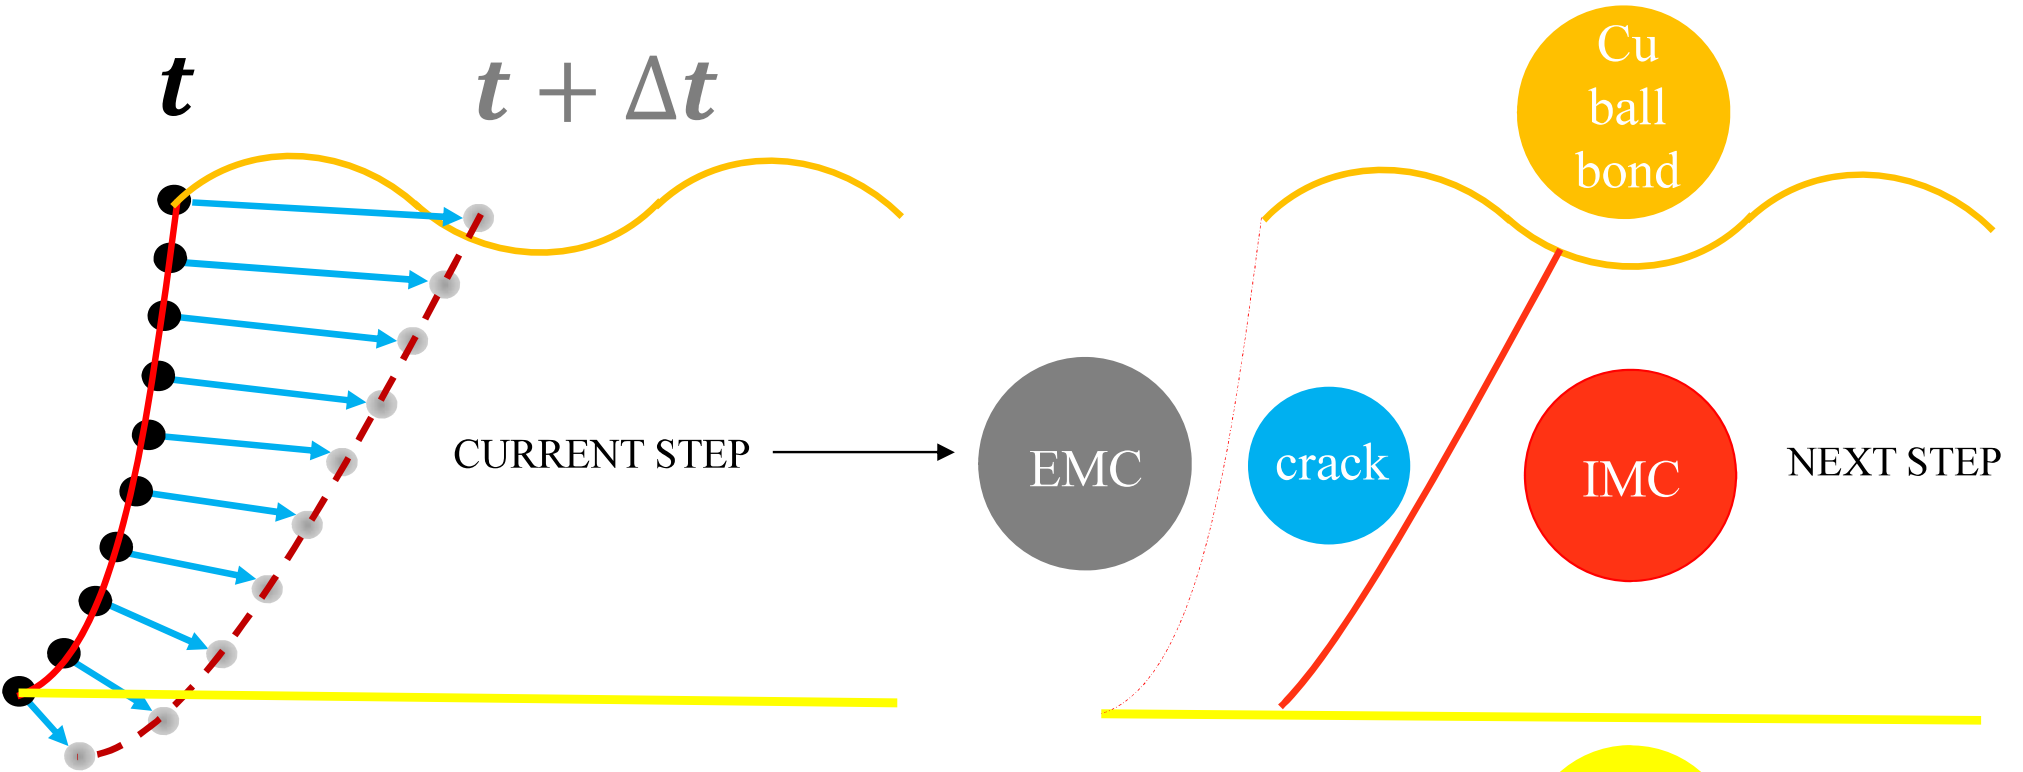 t
t + Δt
Cu
ball
bond
CURRENT STEP
EMC
crack
IMC
NEXT STEP